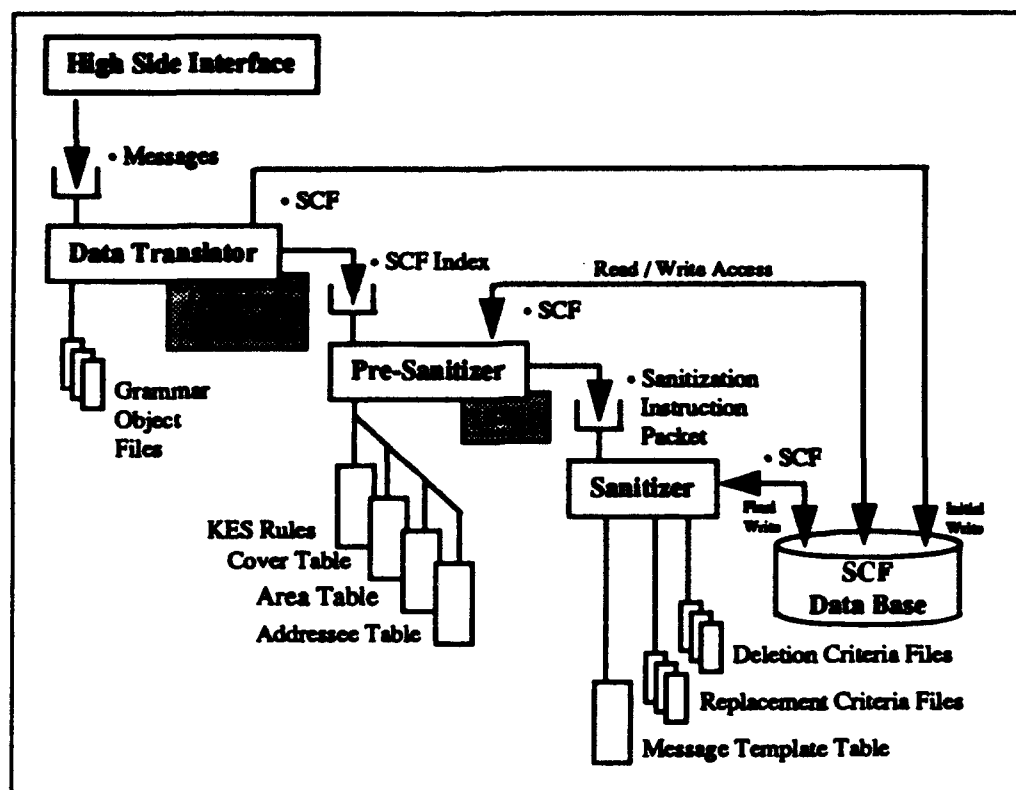 High Side Interface
• Messages
• SCF
Data Translator
• SCF Index
Read / Write Access
• SCF
Pre-Sanitizer
Grammar
Object
Files
• Sanitization
Instruction
Packet
• SCF
Sanitizer
Final
Write
Initial
Write
KES Rules
Cover Table
Area Table
Addressee Table
SCF
Data Base
Deletion Criteria Files
Replacement Criteria Files
Message Template Table